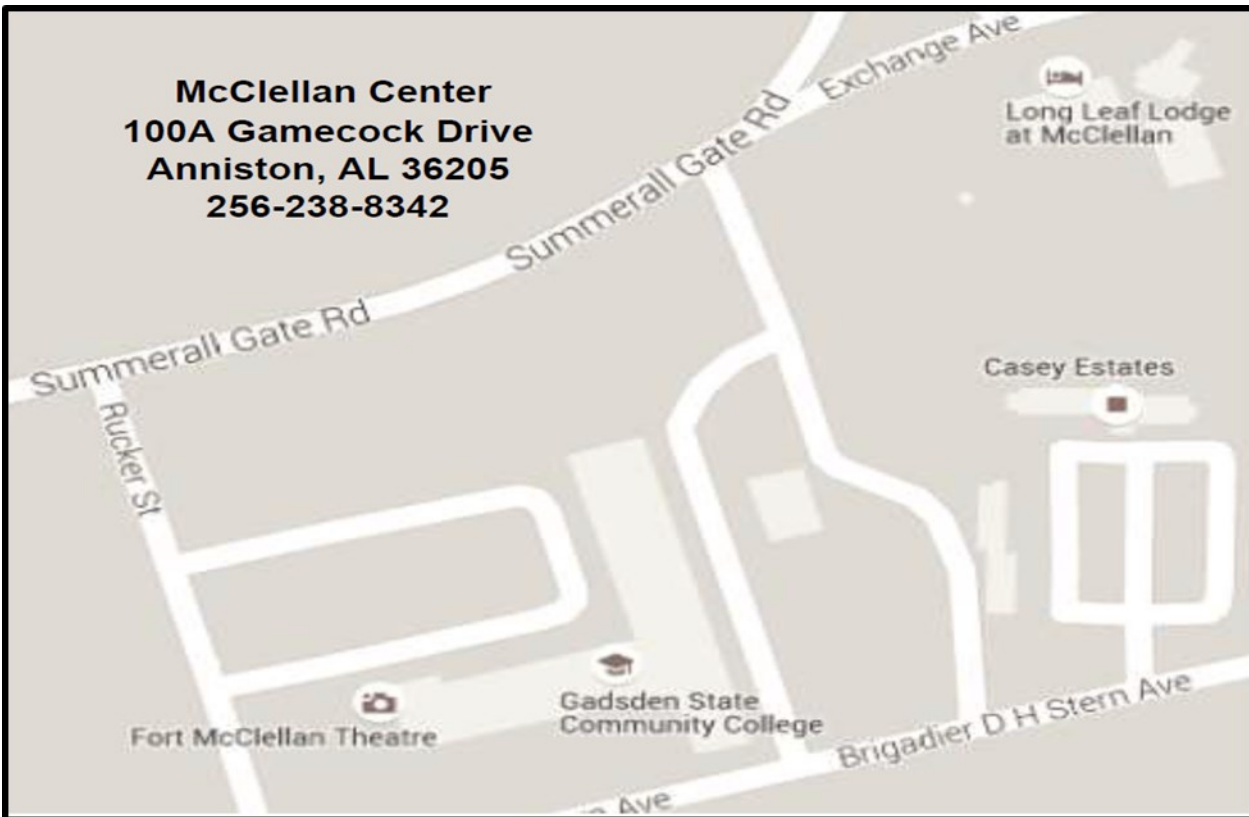 McClellan Center
100A Gamecock Drive
Anniston, AL 36205
256-238-8342
Exchange Ave
Long Leaf Lodge
at McClellan
Summerall Gate Rd
Summerall Gate Rd
Casey Estates
Rucker St
Gadsden State
Community College
Fort McClellan Theatre
Brigadier D H Stern Ave
Ave